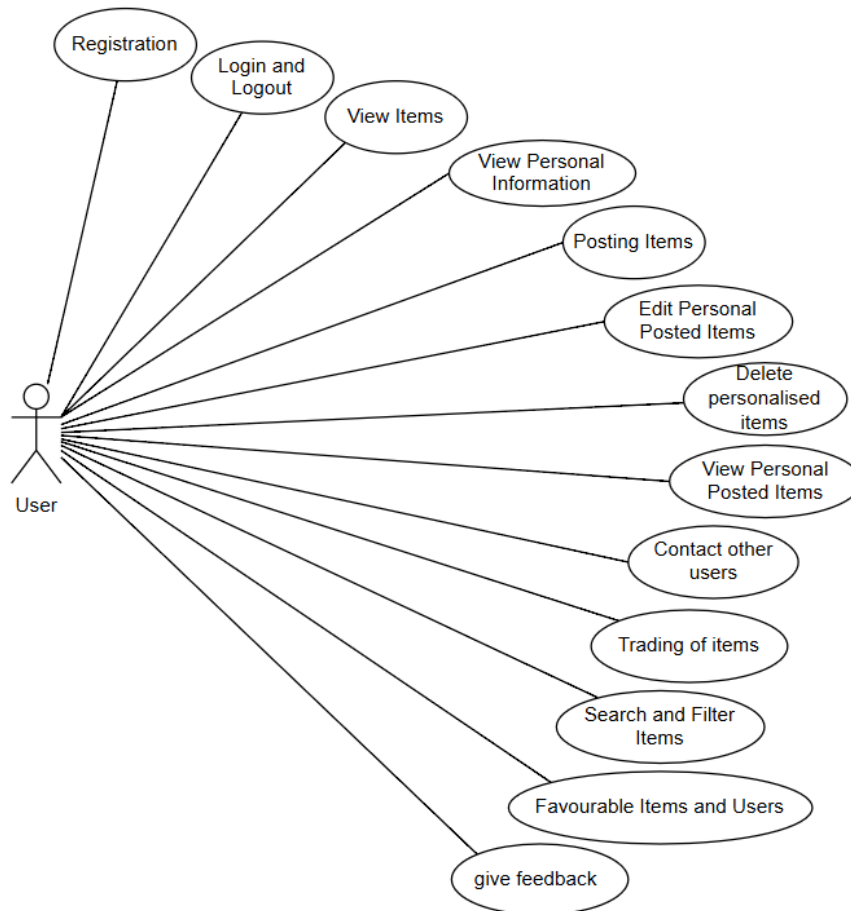 Registration
Login and
Logout
View Items
View Personal
Information
Posting Items
Edit Personal
Posted Items
Delete
personalised
items
View Personal
Posted Items
User
Contact other
users
Trading of items
Search and Filter
Items
Favourable Items and Users
give feedback